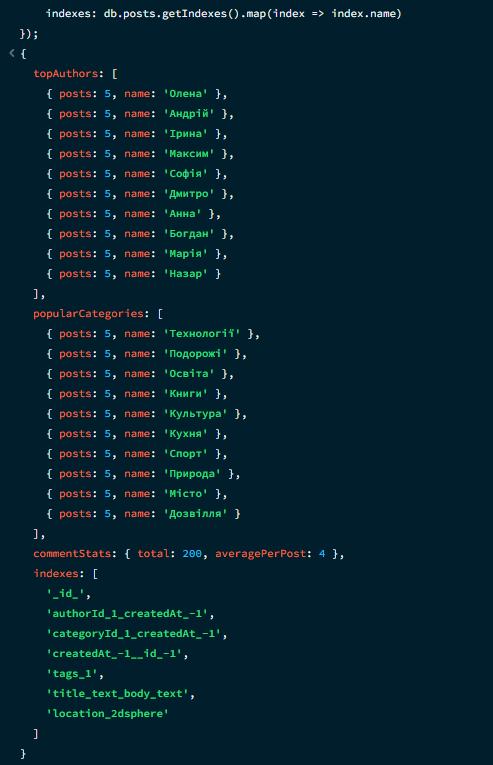 indexes: db.posts.getIndexes().map(index => index.name)
});
< {
topAuthors: [
{ posts: 5, name: 'Олена' },
{ posts: 5, name: 'Андрій' },
{ posts: 5, name: 'Ірина' },
{ posts: 5, name: 'Максим' },
{ posts: 5, name: 'Софія' },
{ posts: 5, name: 'Дмитро' },
{ posts: 5, name: 'Анна' },
{ posts: 5, name: 'Богдан' },
{ posts: 5, name: 'Марія' },
{ posts: 5, name: 'Назар' }
],
popularCategories: [
{ posts: 5, name: 'Технології' },
{ posts: 5, name: 'Подорожі' },
{ posts: 5, name: 'Освіта' },
{ posts: 5, name: 'Книги' },
{ posts: 5, name: 'Культура' },
{ posts: 5, name: 'Кухня' },
{ posts: 5, name: 'Спорт' },
{ posts: 5, name: 'Природа' },
{ posts: 5, name: 'Місто' },
{ posts: 5, name: 'Дозвілля' }
],
commentStats: { total: 200, averagePerPost: 4 },
indexes: [
'_id_',
'authorId_1_createdAt_-1',
'categoryId_1_createdAt_-1',
'createdAt_-1__id_-1',
'tags_1',
'title_text_body_text',
'location_2dsphere'
]
}